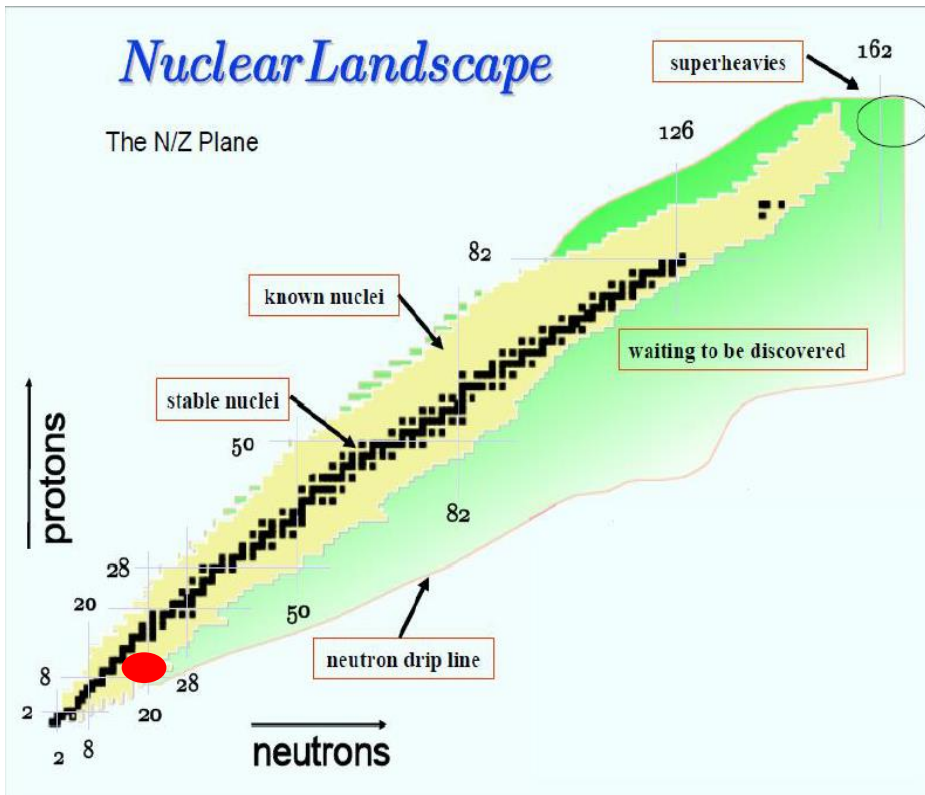 Nuclear Landscape
superheavies
162
The N/Z Plane
126
82
known nuclei
waiting to be discovered
stable nuclei
50
protons
82
28
20
50
neutron drip line
8
28
2
20
neutrons
2
8